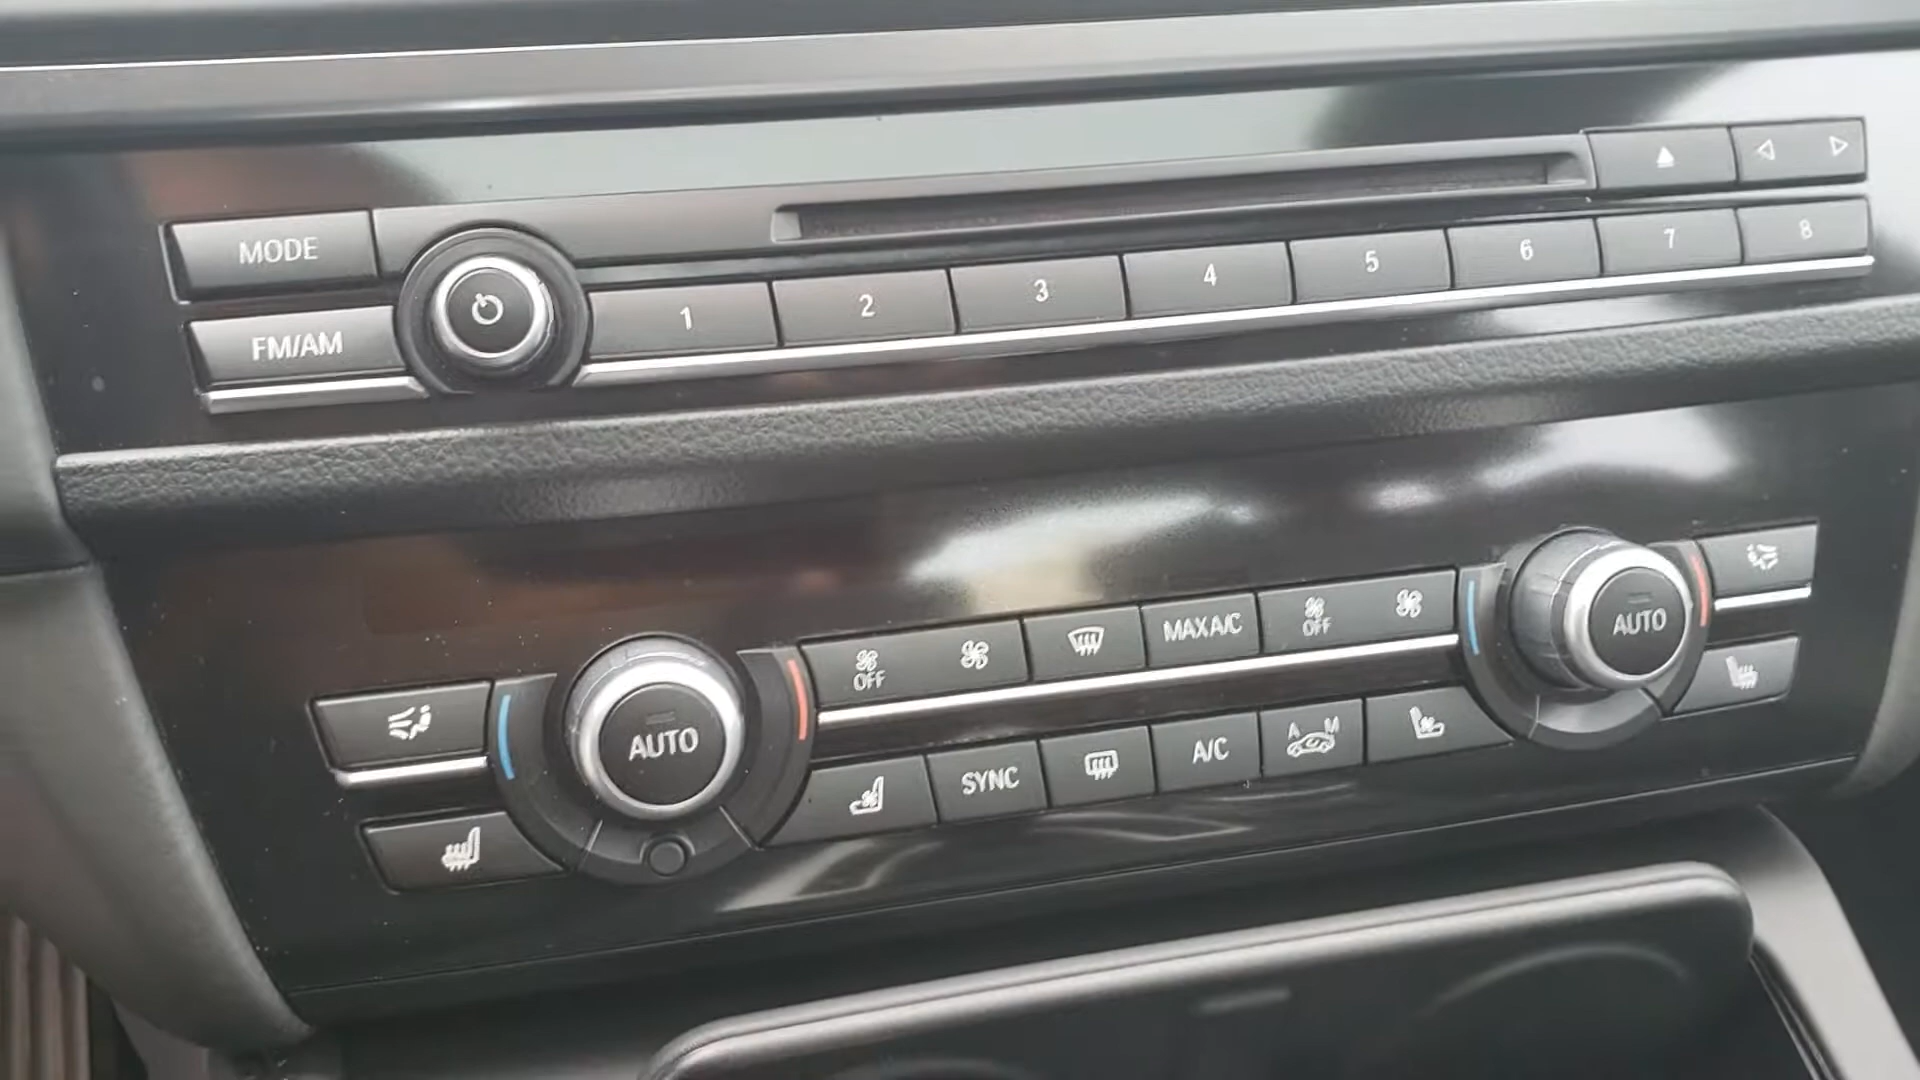 MODE
FM/AM
1 2 3 4 5 6 7 8
OFF MAX A/C OFF
AUTO
AUTO
SYNC A/C A M